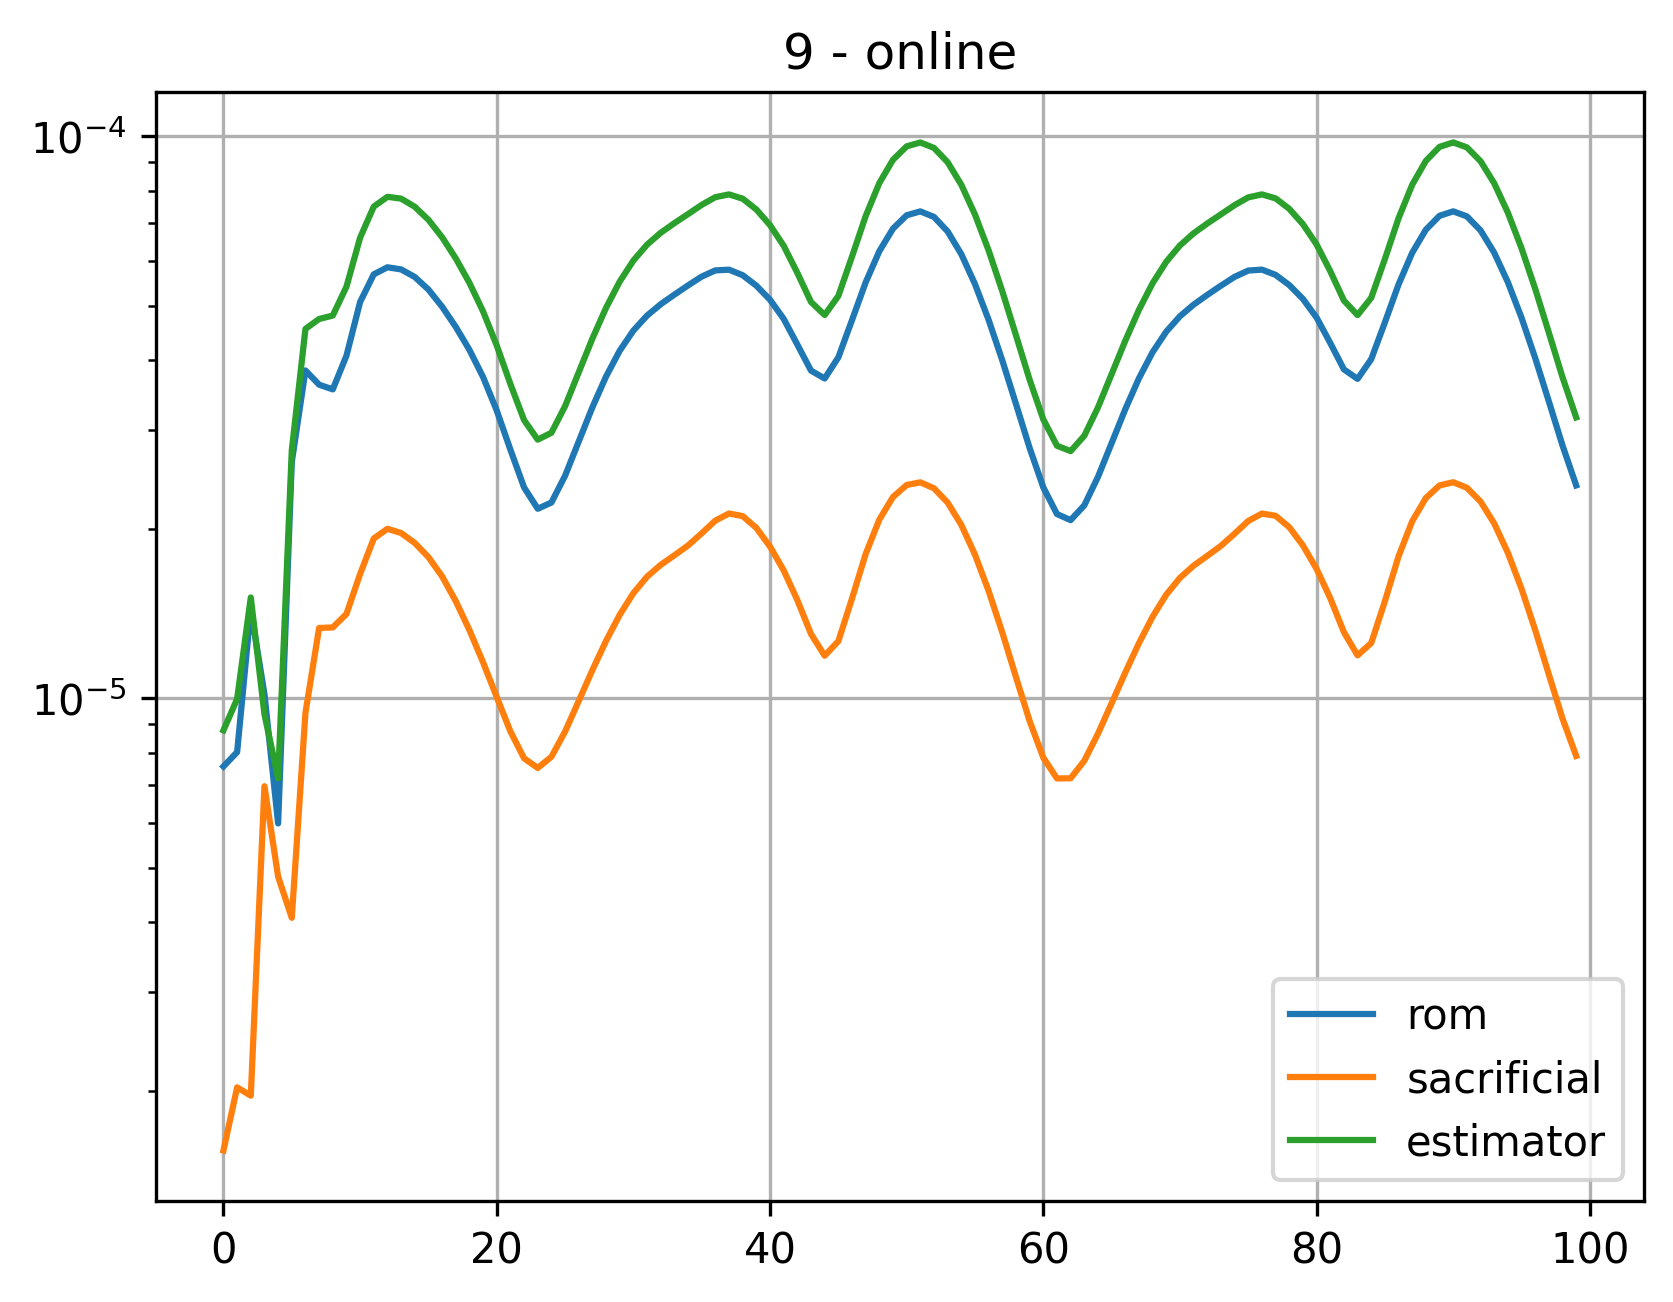 9 - online
10⁻⁴
10⁻⁵
0 20 40 60 80 100
rom
sacrificial
estimator